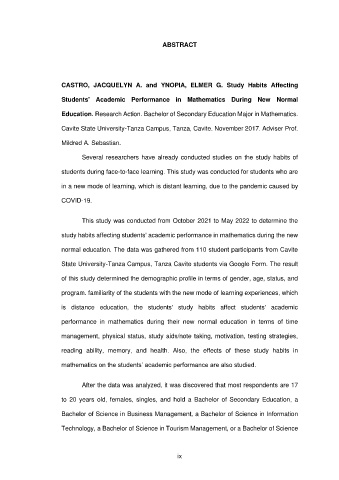 ABSTRACT
CASTRO, JACQUELYN A. and YNOPIA, ELMER G. Study Habits Affecting
Students' Academic Performance in Mathematics During New Normal
Education. Research Action. Bachelor of Secondary Education Major in Mathematics.
Cavite State University-Tanza Campus, Tanza, Cavite. November 2017. Adviser Prof.
Mildred A. Sebastian.
Several researchers have already conducted studies on the study habits of
students during face-to-face learning. This study was conducted for students who are
in a new mode of learning, which is distant learning, due to the pandemic caused by
COVID-19.
This study was conducted from October 2021 to May 2022 to determine the
study habits affecting students' academic performance in mathematics during the new
normal education. The data was gathered from 110 student participants from Cavite
State University-Tanza Campus, Tanza Cavite students via Google Form. The result
of this study determined the demographic profile in terms of gender, age, status, and
program. familiarity of the students with the new mode of learning experiences, which
is distance education, the students' study habits affect students' academic
performance in mathematics during their new normal education in terms of time
management, physical status, study aids/note taking, motivation, testing strategies,
reading ability, memory, and health. Also, the effects of these study habits in
mathematics on the students' academic performance are also studied.
After the data was analyzed, it was discovered that most respondents are 17
to 20 years old, females, singles, and hold a Bachelor of Secondary Education, a
Bachelor of Science in Business Management, a Bachelor of Science in Information
Technology, a Bachelor of Science in Tourism Management, or a Bachelor of Science
ix